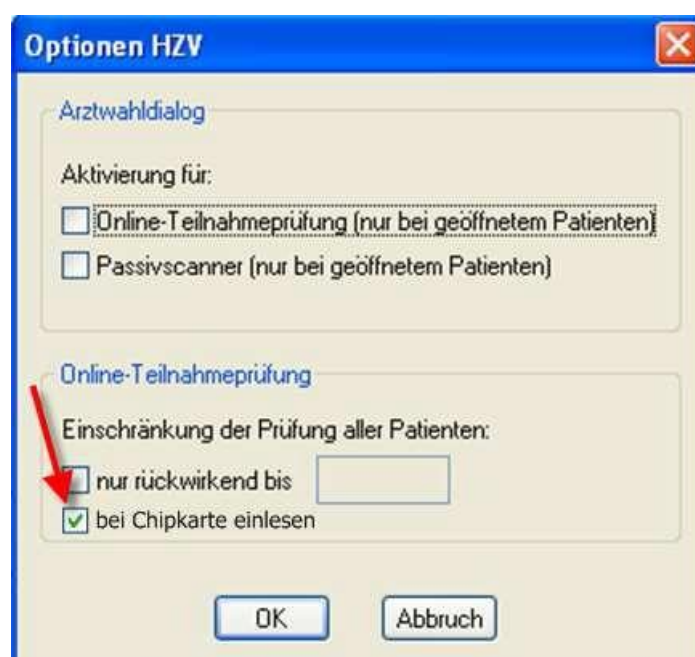 Optionen HZV
Arztwahldialog
Aktivierung für:
Online-Teilnahmeprüfung (nur bei geöffnetem Patienten)
Passivscanner (nur bei geöffnetem Patienten)
Online-Teilnahmeprüfung
Einschränkung der Prüfung aller Patienten:
nur rückwirkend bis
bei Chipkarte einlesen
OK Abbruch